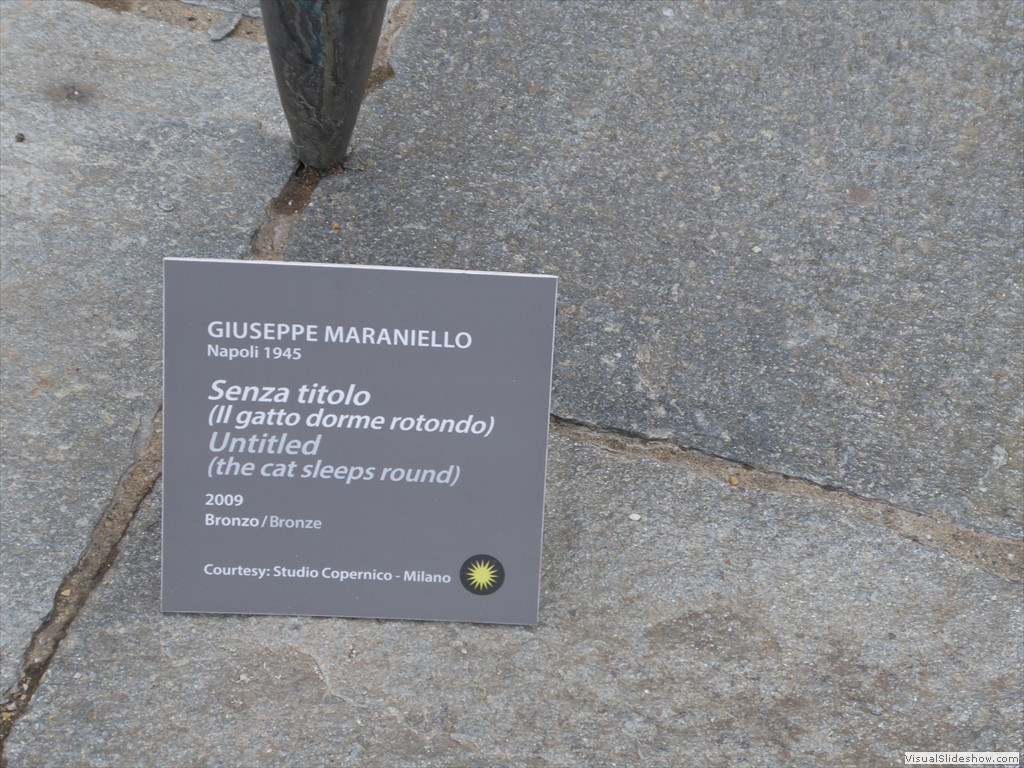 GIUSEPPE MARANIELLO
Napoli 1945
Senza titolo
(Il gatto dorme rotondo)
Untitled
(the cat sleeps round)
2009
Bronzo/Bronze
Courtesy: Studio Copernico - Milano
VisualSlideshow.com